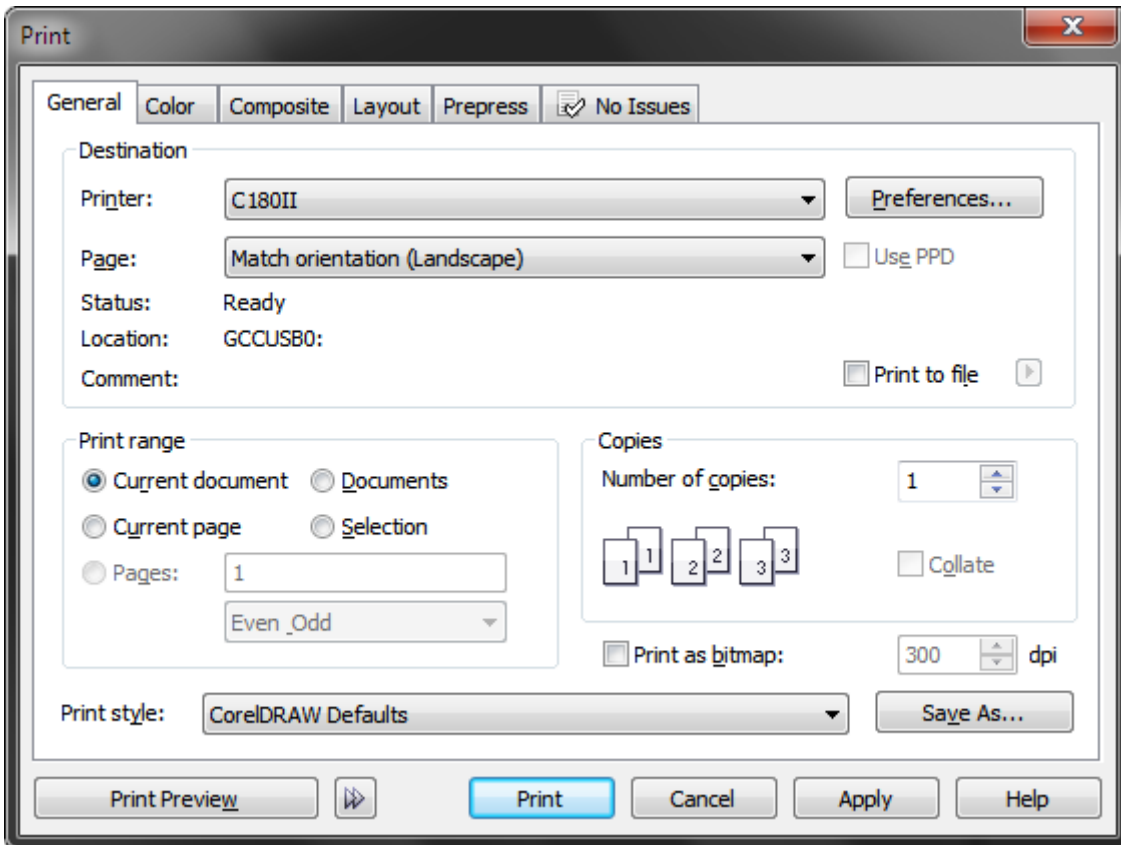 Print
General Color Composite Layout Prepress No Issues
Destination
Printer: C180II Preferences...
Page: Match orientation (Landscape) Use PPD
Status: Ready
Location: GCCUSB0:
Comment: Print to file
Print range
Current document Documents
Current page Selection
Pages: 1
Even _Odd
Copies
Number of copies: 1
1 1 2 2 3 3 Collate
Print as bitmap: 300 dpi
Print style: CorelDRAW Defaults Save As...
Print Preview Print Cancel Apply Help